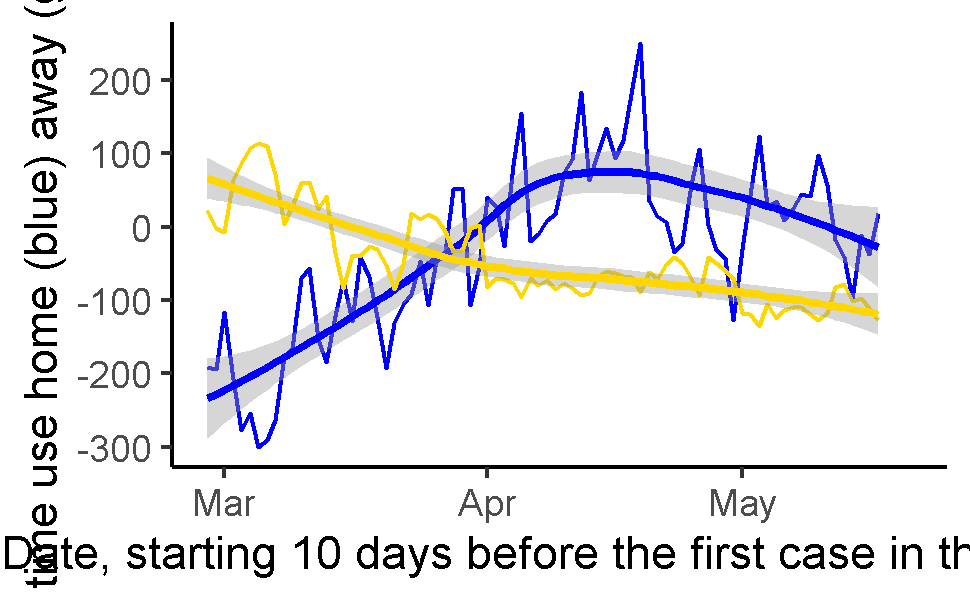 time use home (blue) away (
200
100
0
-100
-200
-300
Mar Apr May
Date, starting 10 days before the first case in th